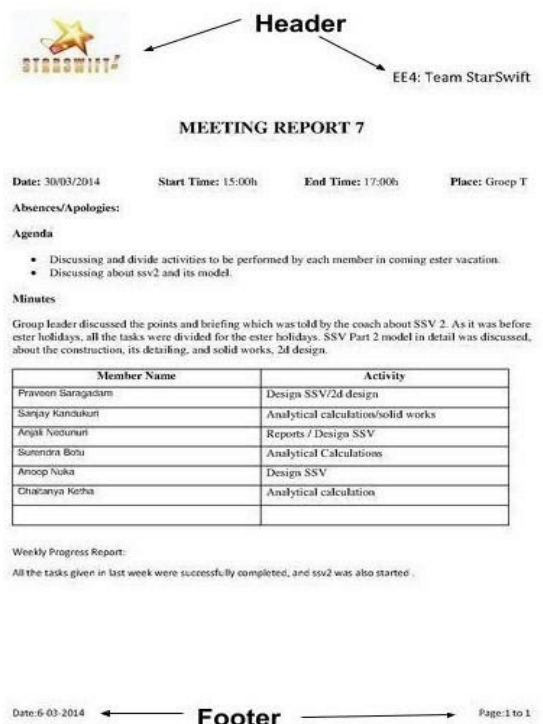 Header
STARSWIFT
EE4: Team StarSwift
MEETING REPORT 7
Date: 30/03/2014 Start Time: 15:00h End Time: 17:00h Place: Groep T
Absences/Apologies:
Agenda
• Discussing and divide activities to be performed by each member in coming ester vacation.
• Discussing about ssv2 and its model.
Minutes
Group leader discussed the points and briefing which was told by the coach about SSV 2. As it was before
ester holidays, all the tasks were divided for the ester holidays. SSV Part 2 model in detail was discussed,
about the construction, its detailing, and solid works, 2d design.
Member Name Activity
Praveen Saragadam Design SSV/2d design
Sanjay Kandukuri Analytical calculation/solid works
Anjali Nedunuri Reports / Design SSV
Surendra Botu Analytical Calculations
Anoop Nuka Design SSV
Chaitanya Ketha Analytical calculation
Weekly Progress Report:
All the tasks given in last week were successfully completed, and ssv2 was also started .
Date:6-03-2014 Footer Page:1 to 1